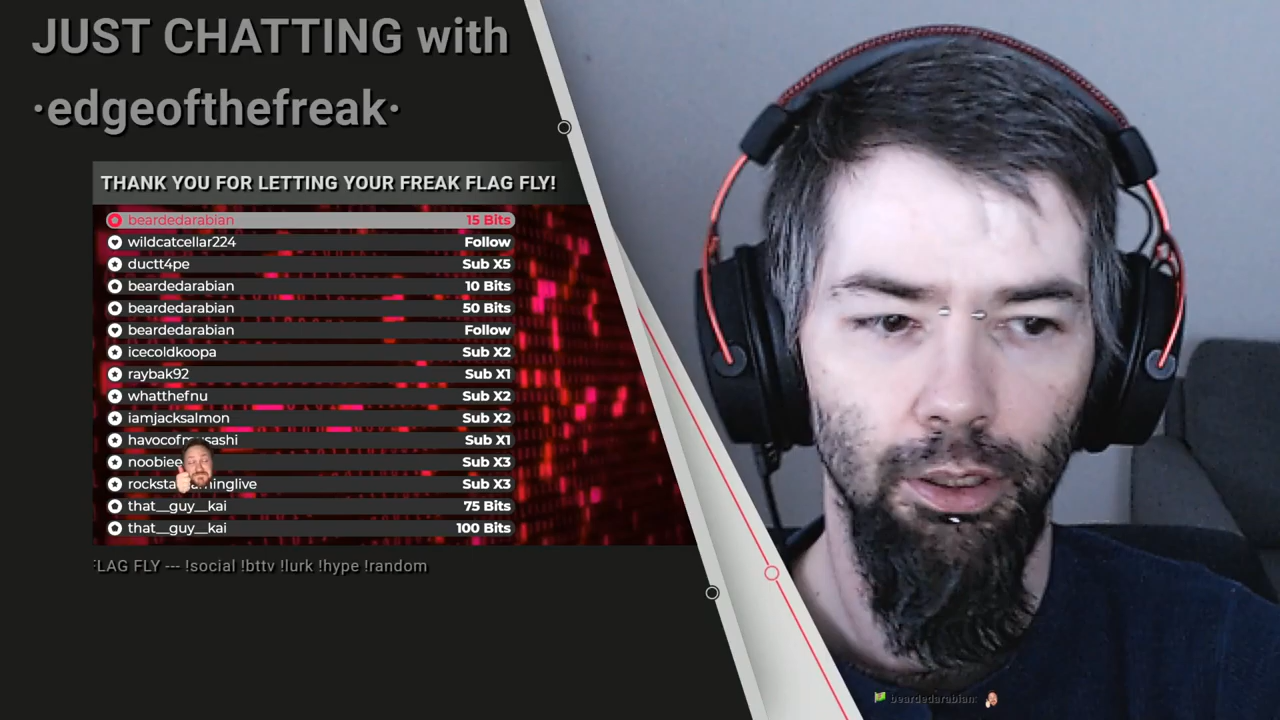 JUST CHATTING with
·edgeofthefreak·
THANK YOU FOR LETTING YOUR FREAK FLAG FLY!
beardedarabian 15 Bits
wildcatcellar224 Follow
ductt4pe Sub X5
beardedarabian 10 Bits
beardedarabian 50 Bits
beardedarabian Follow
icecoldkoopa Sub X2
raybak92 Sub X1
whatthefnu Sub X2
iamjacksalmon Sub X2
Sub X1
Sub X3
Sub X3
that__guy__kai 75 Bits
that__guy__kai 100 Bits
LAG FLY --- !social !bttv !lurk !hype !random
beardedarabian: